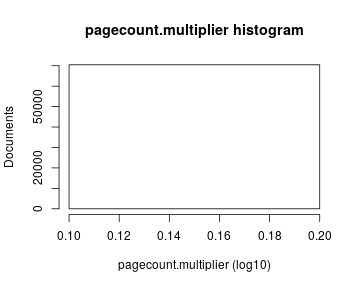 pagecount.multiplier histogram
Documents
50000
20000
0
0.10 0.12 0.14 0.16 0.18 0.20
pagecount.multiplier (log10)